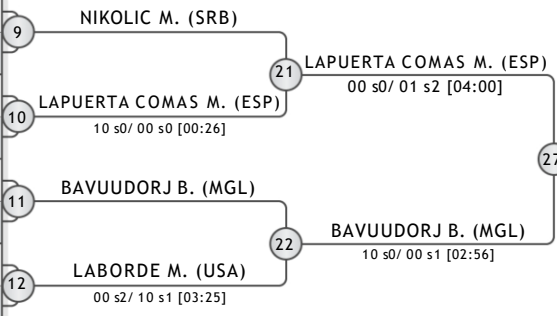 9
NIKOLIC M. (SRB)
21
LAPUERTA COMAS M. (ESP)
00 s0/ 01 s2 [04:00]
10
LAPUERTA COMAS M. (ESP)
10 s0/ 00 s0 [00:26]
27
11
BAVUUDORJ B. (MGL)
22
BAVUUDORJ B. (MGL)
10 s0/ 00 s1 [02:56]
12
LABORDE M. (USA)
00 s2/ 10 s1 [03:25]